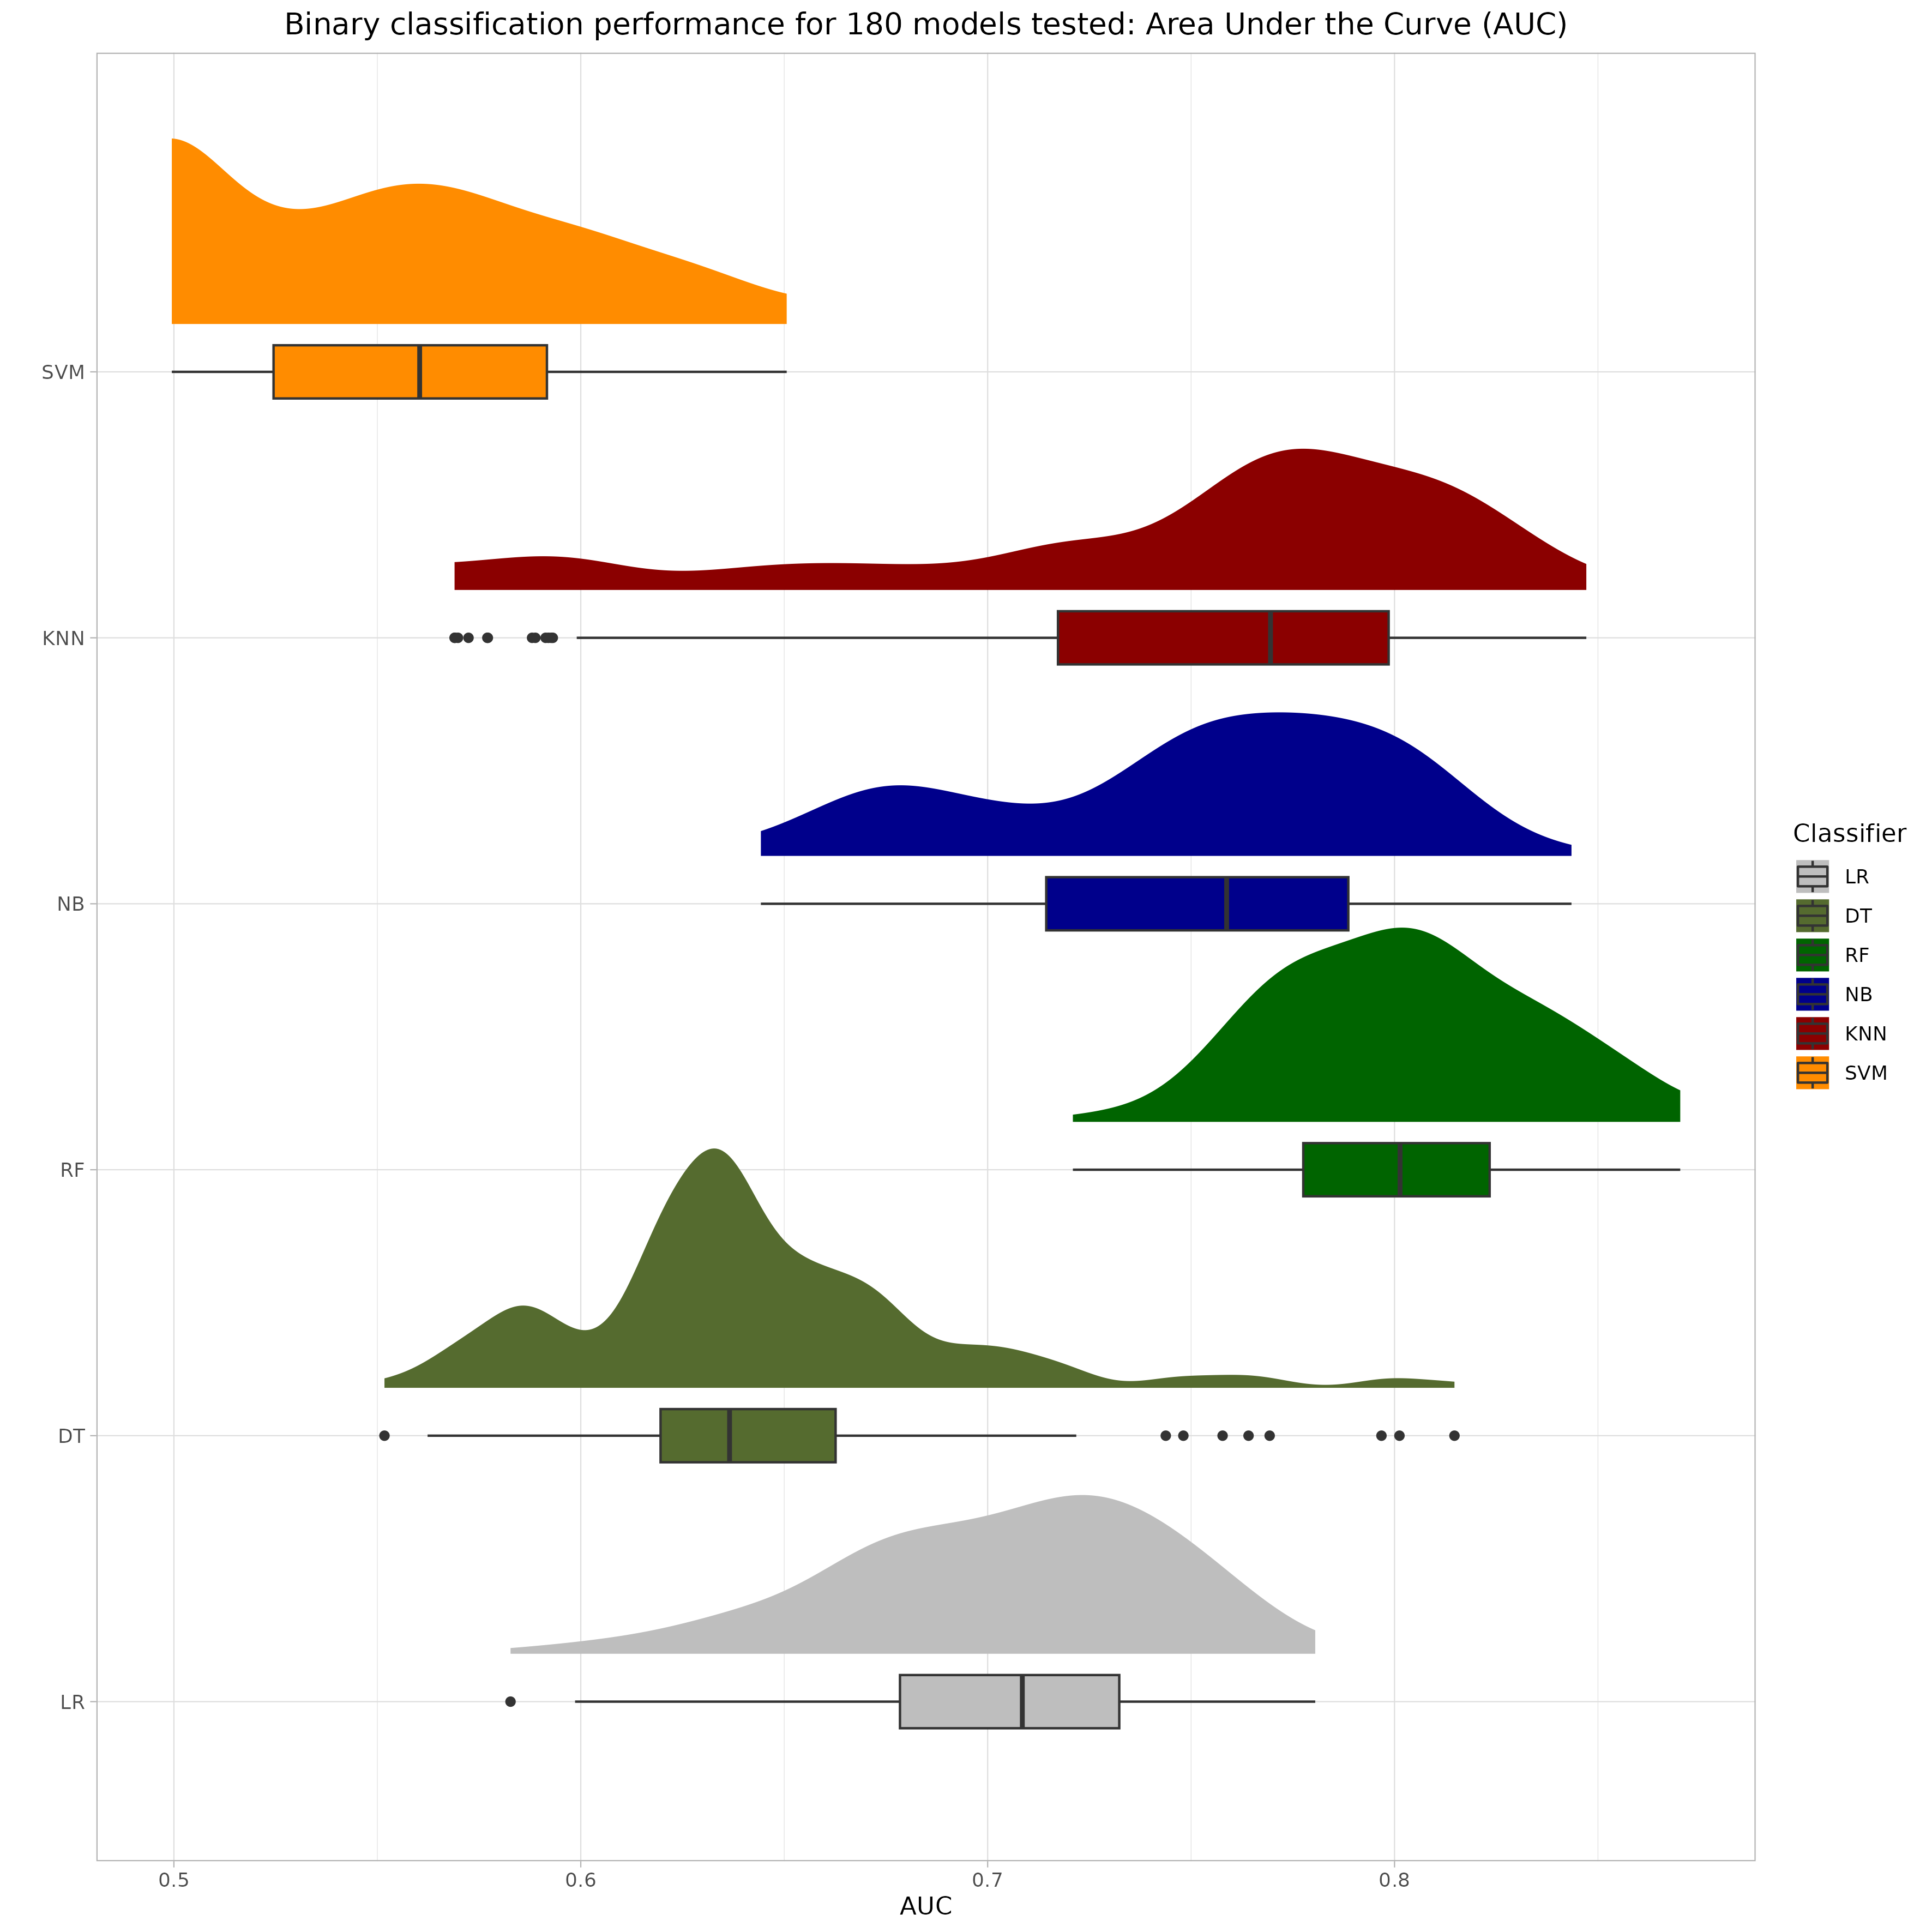 Binary classification performance for 180 models tested: Area Under the Curve (AUC)
SVM
KNN
NB
RF
DT
LR
0.5
0.6
0.7
0.8
AUC
Classifier
LR
DT
RF
NB
KNN
SVM